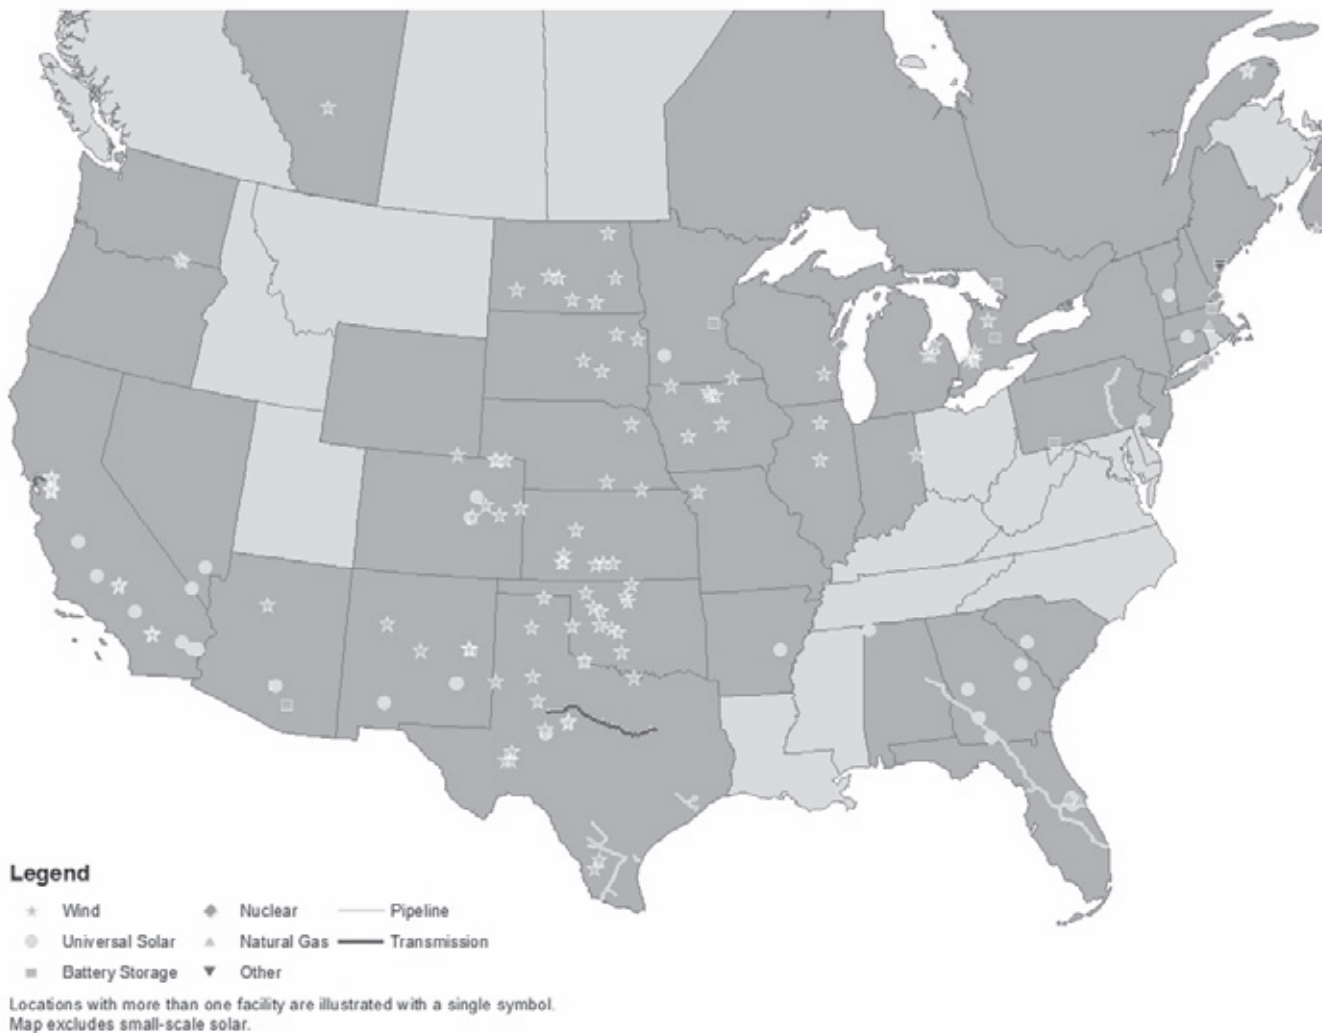 Legend
Wind
Nuclear
Pipeline
Universal Solar
Natural Gas
Transmission
Battery Storage
Other
Locations with more than one facility are illustrated with a single symbol.
Map excludes small-scale solar.